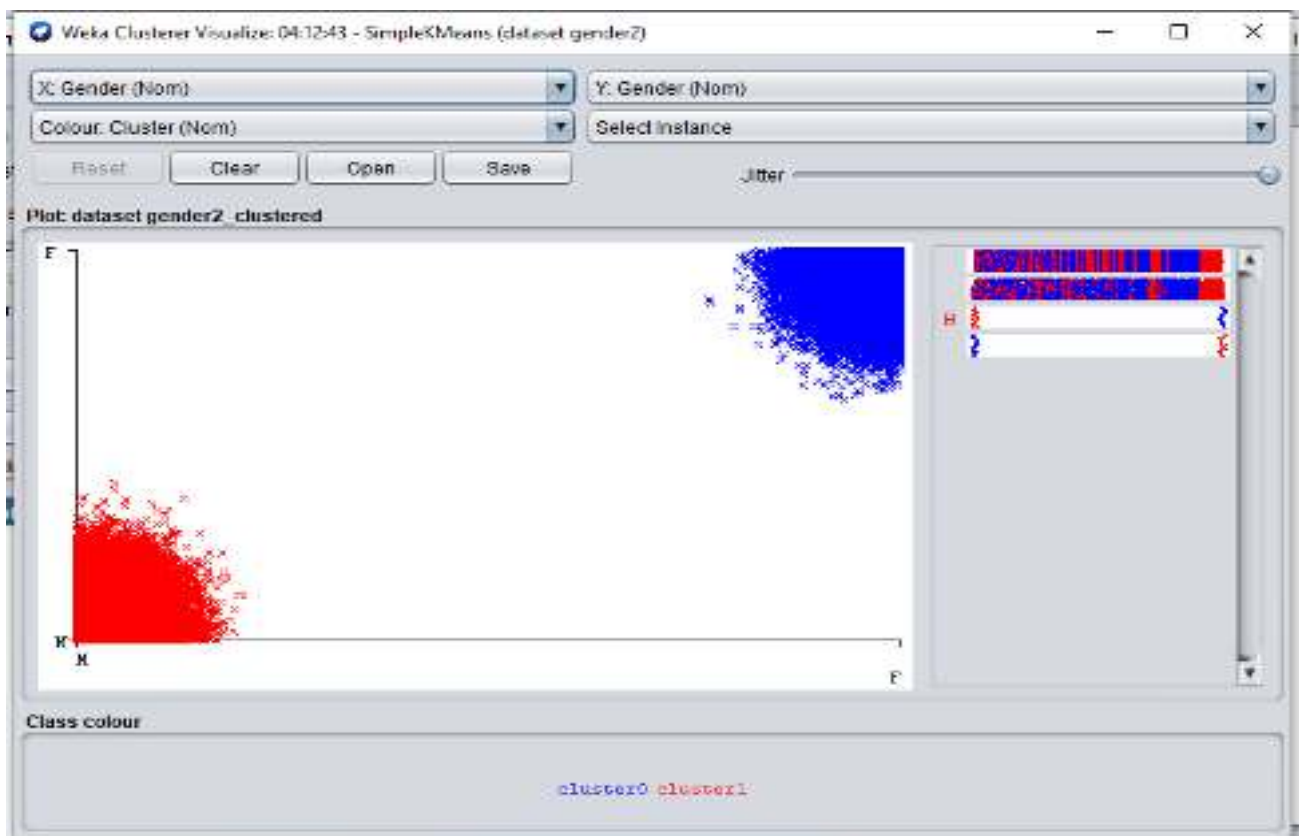 Weka Clusterer Visualize: 04:12:43 - SimpleKMeans (dataset gender2)
X: Gender (Nom) Y: Gender (Nom)
Colour: Cluster (Nom) Select Instance
Reset Clear Open Save Jitter
Plot: dataset gender2_clustered
F
M
M
F
Class colour
cluster0 cluster1